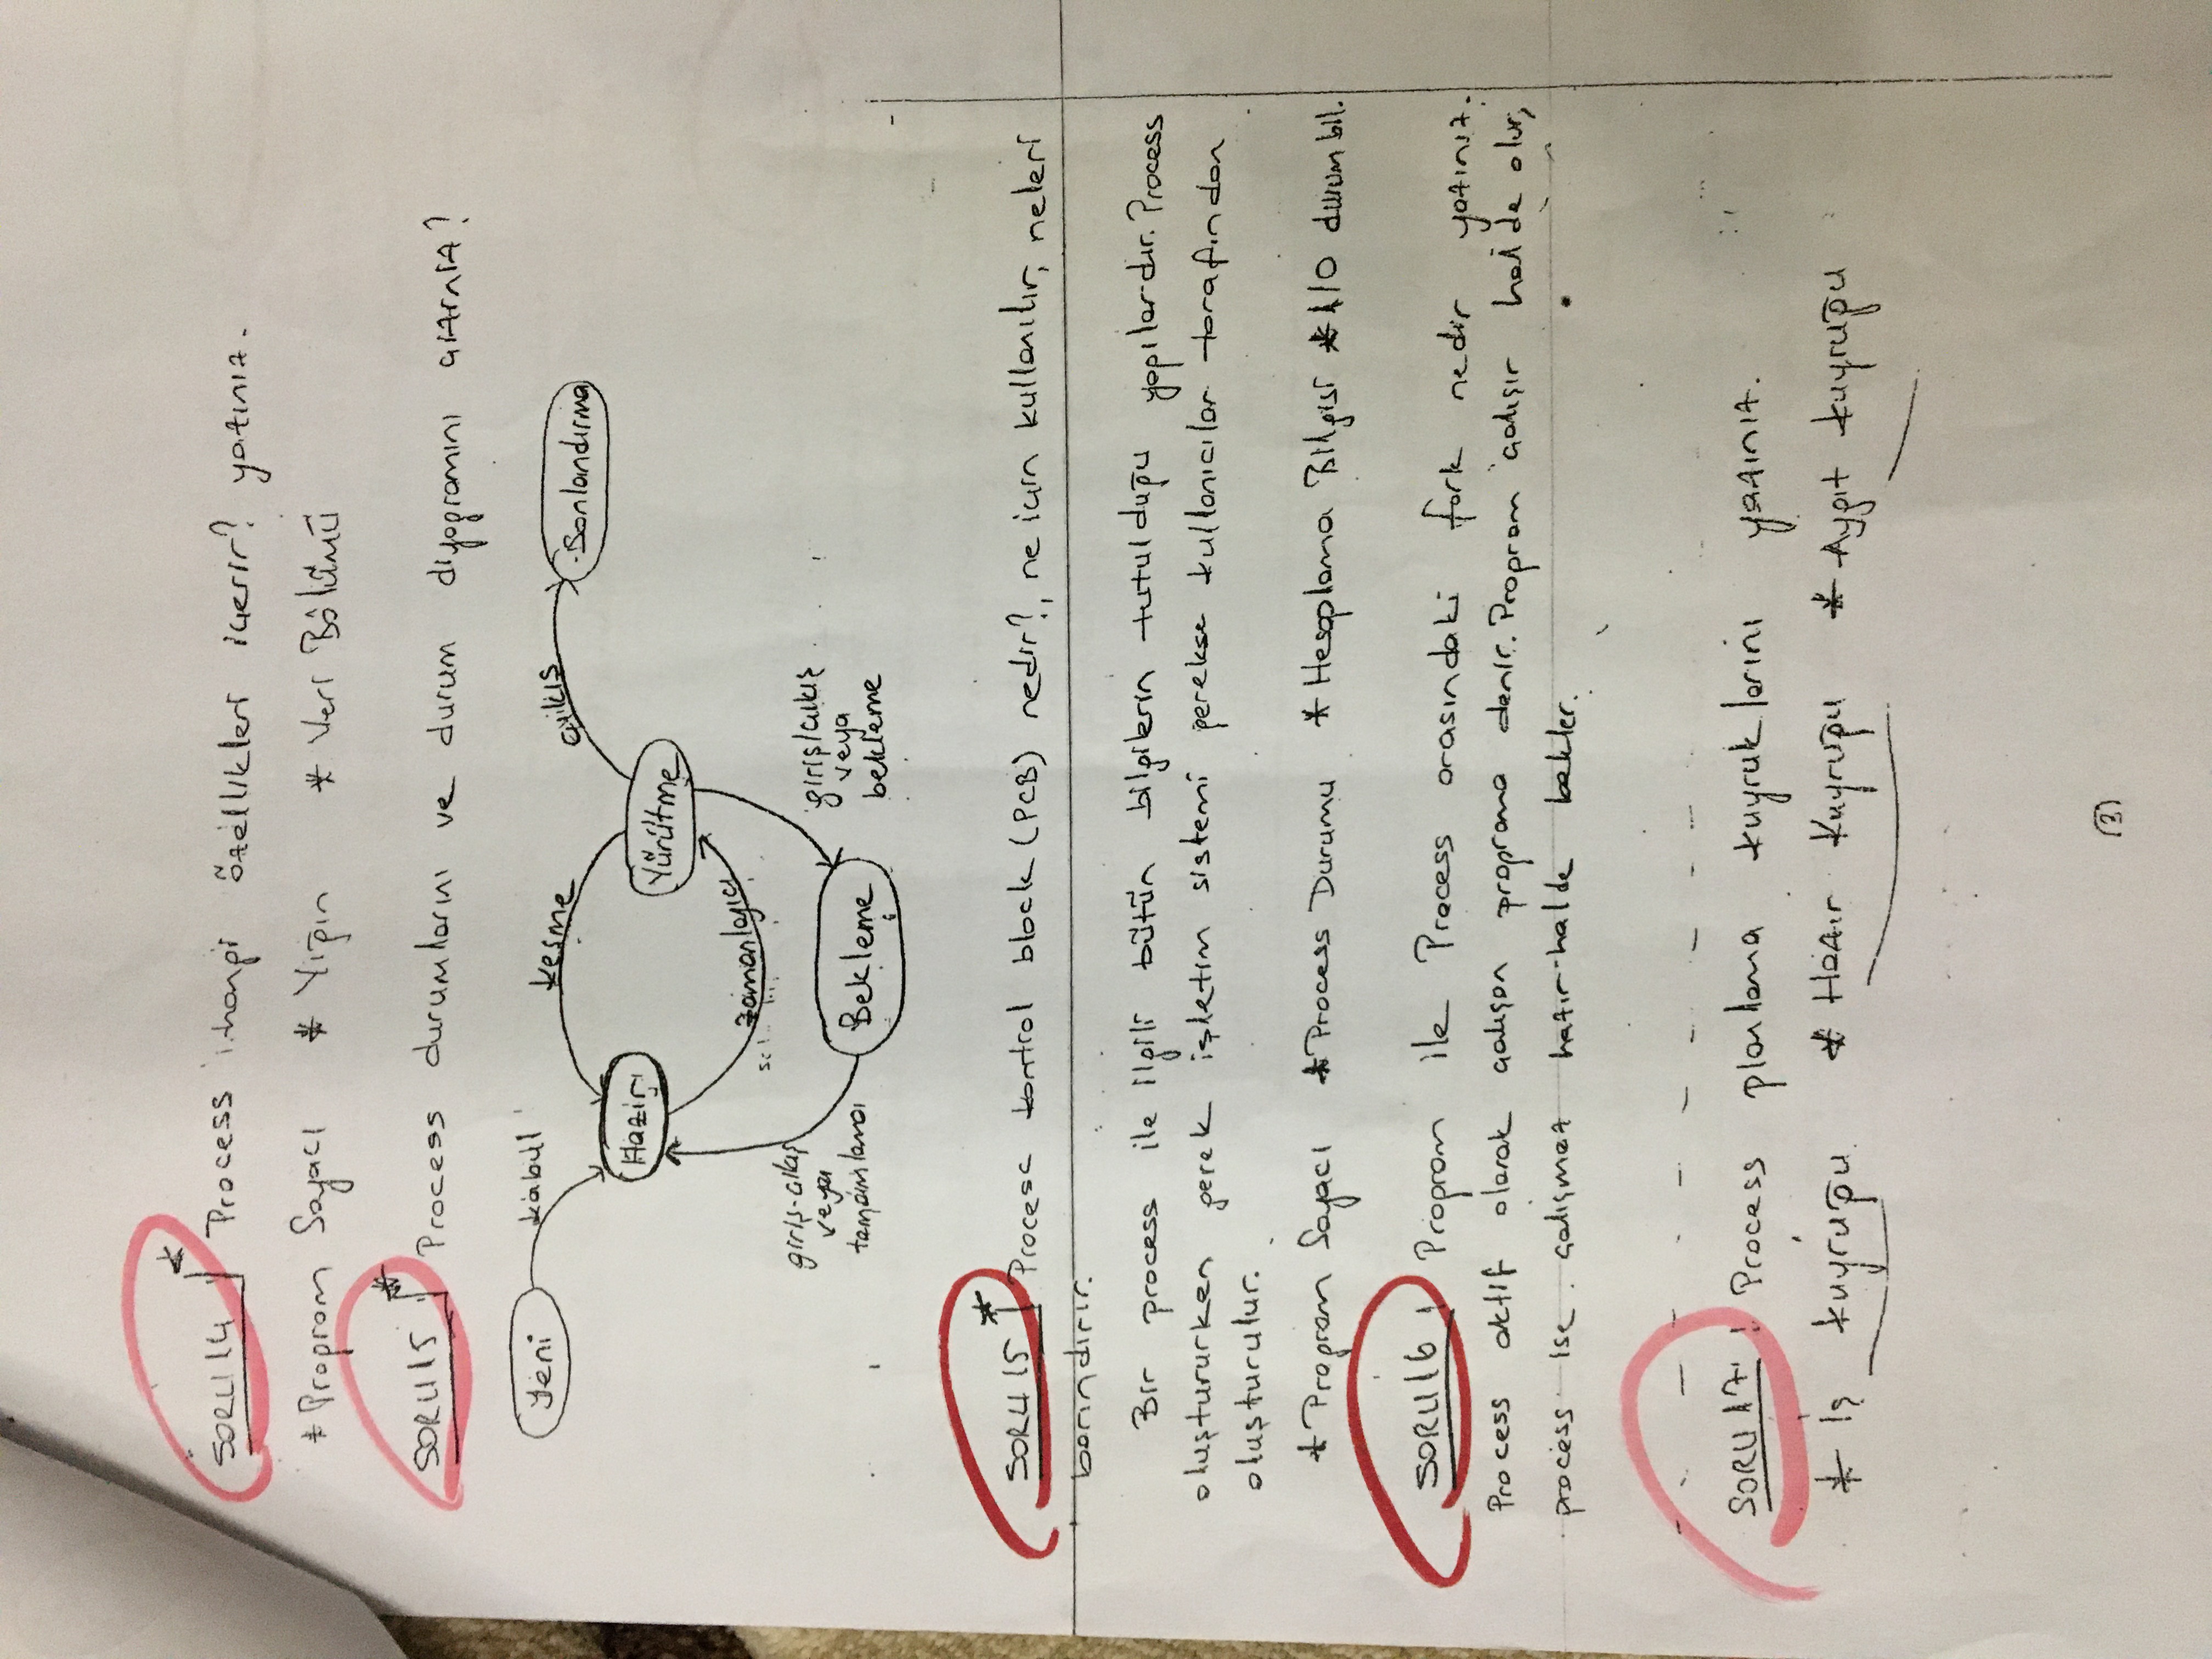 SORU 14 * Process hangi özellikleri içerir? yazınız.
* Program Sayacı * Yığın * Veri Bölümü
SORU 15 * Process durumlarını ve durum diyagramını çiziniz?
Yeni kabul kesme çıkış Sonlandırma
Hazır Yürütme
zamanlayıcı
giriş-çıkış
veya
tamamlama
Bekleme
giriş/çıkış
veya
bekleme
SORU 15 * Process kontrol block (PCB) nedir?, ne için kullanılır, neleri
barındırır.
Bir process ile ilgili bütün bilgilerin tutulduğu yapılardır. Process
oluştururken gerek işletim sistemi gerekse kullanıcılar tarafından
oluşturulur.
* Program Sayacı * Process Durumu * Hesaplama Bilgisi * I/O durum bil.
SORU 16 Program ile Process arasındaki fark nedir yazınız.
Process aktif olarak çalışan programa denir. Program çalışır halde olur,
process ise çalışmaz hazır halde bekler.
SORU 17 Process planlama kuyruklarını yazınız.
* İş kuyruğu * Hazır Kuyruğu * Aygıt kuyruğu
3